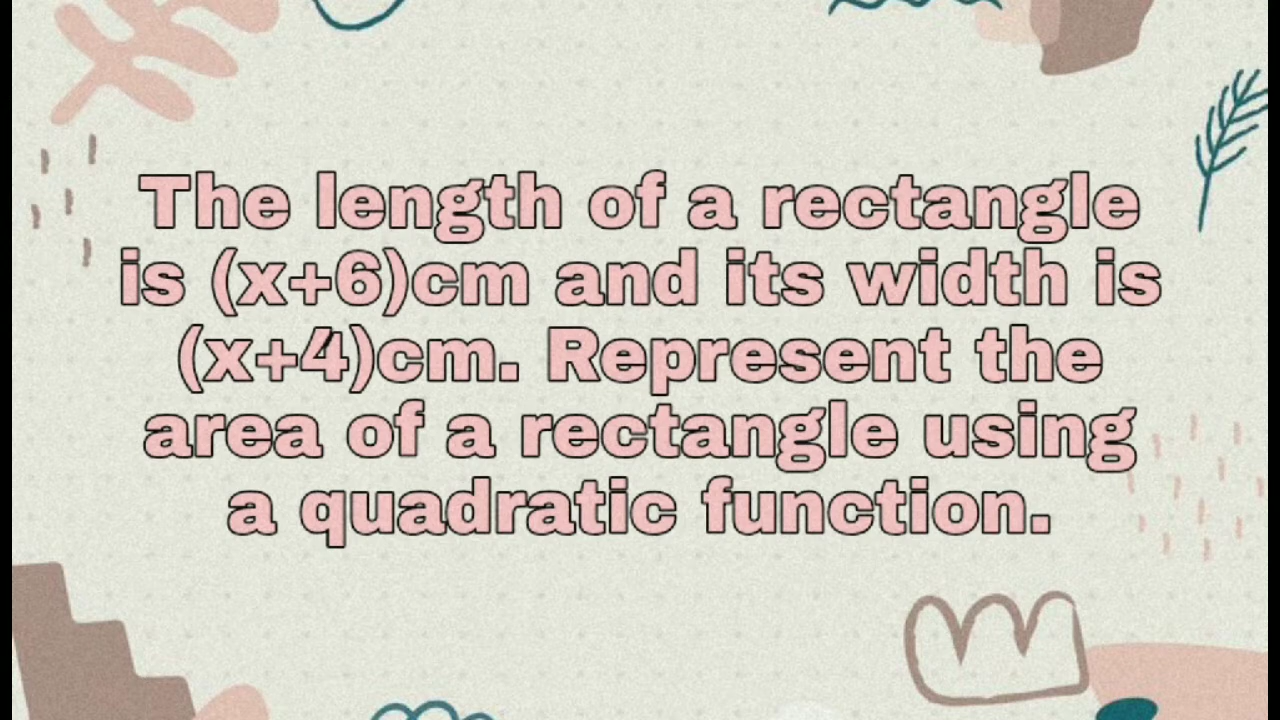 The length of a rectangle
is (x+6)cm and its width is
(x+4)cm. Represent the
area of a rectangle using
a quadratic function.